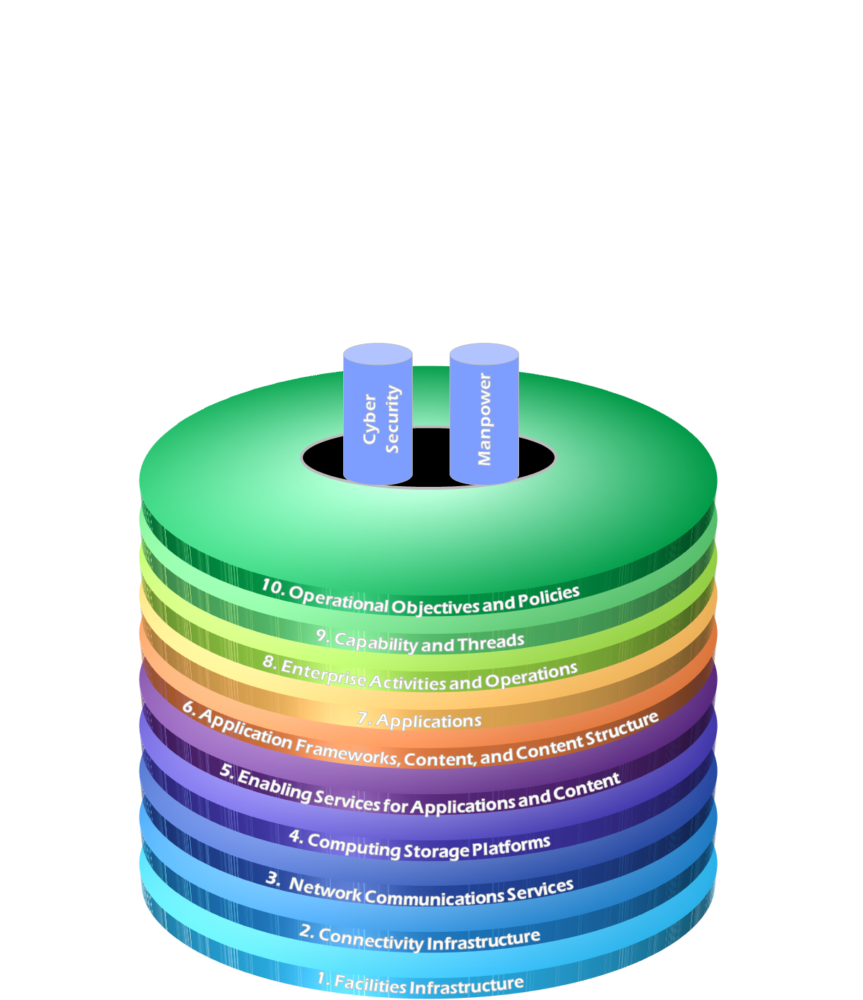 Cyber
Security
Manpower
10. Operational Objectives and Policies
9. Capability and Threads
8. Enterprise Activities and Operations
7. Applications
6. Application Frameworks, Content, and Content Structure
5. Enabling Services for Applications and Content
4. Computing Storage Platforms
3. Network Communications Services
2. Connectivity Infrastructure
1. Facilities Infrastructure